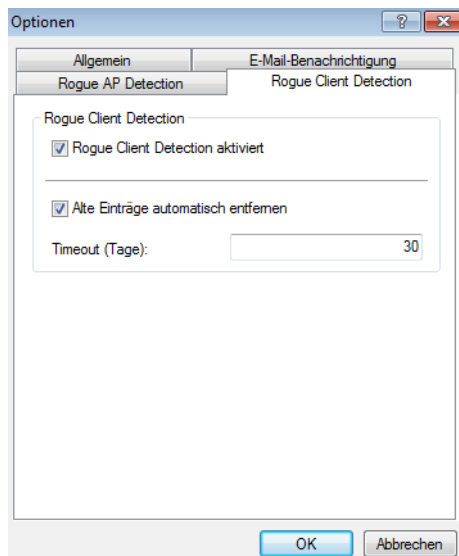 Optionen
?
Allgemein
E-Mail-Benachrichtigung
Rogue AP Detection
Rogue Client Detection
Rogue Client Detection
Rogue Client Detection aktiviert
Alte Einträge automatisch entfernen
Timeout (Tage): 30
OK Abbrechen